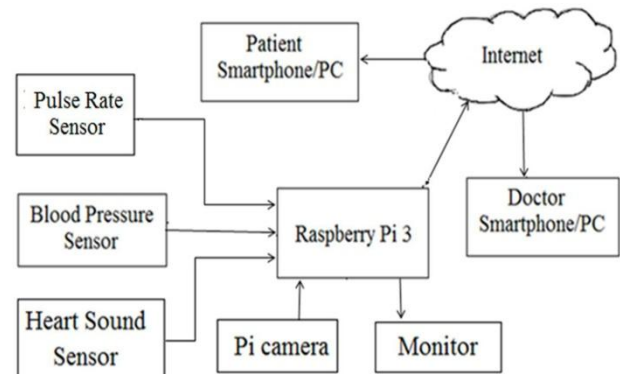 Patient
Smartphone/PC
Internet
Pulse Rate
Sensor
Blood Pressure
Sensor
Raspberry Pi 3
Doctor
Smartphone/PC
Heart Sound
Sensor
Pi camera
Monitor